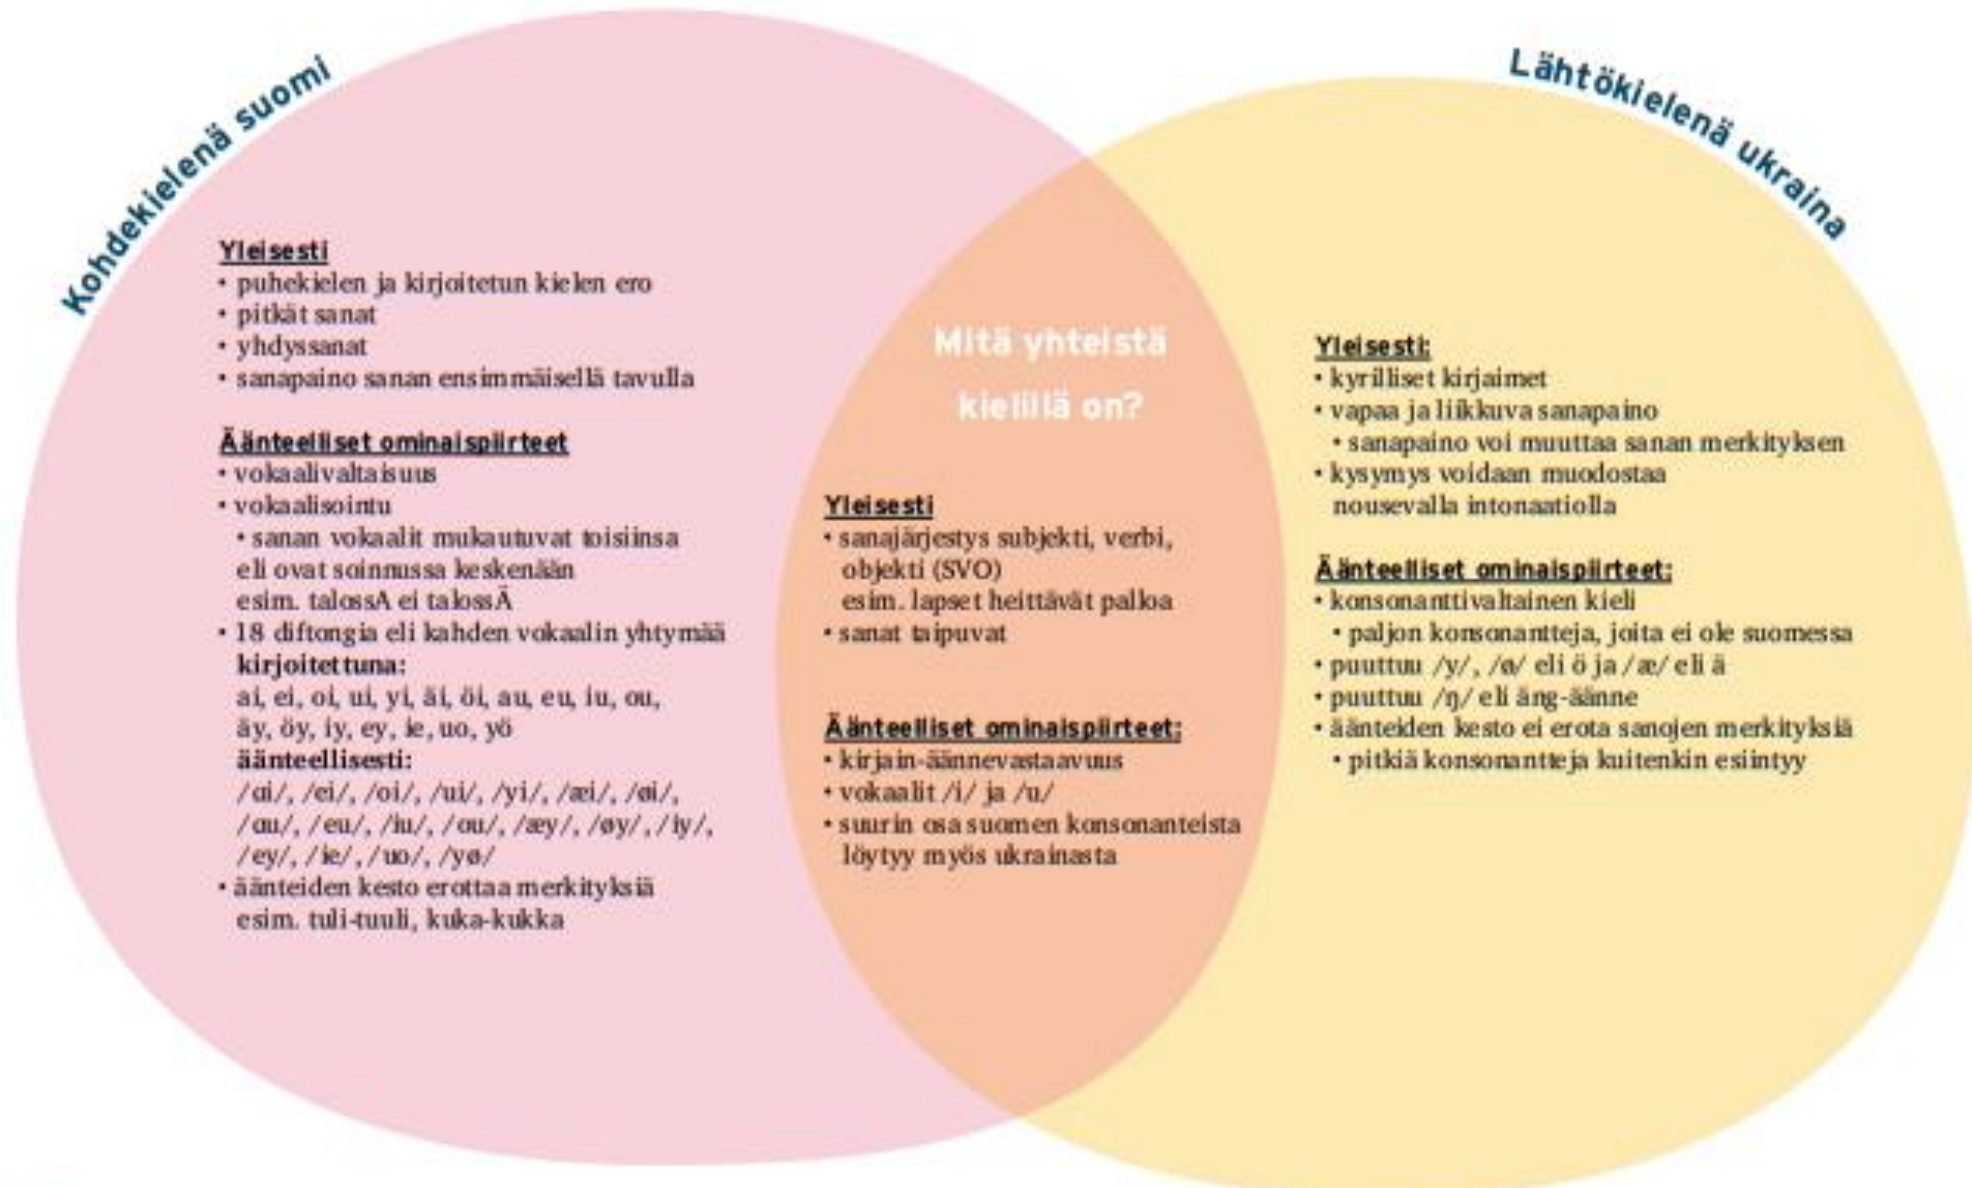 Kohdekielenä suomi
Yleisesti
• puhekielen ja kirjoitetun kielen ero
• pitkät sanat
• yhdyssanat
• sanapaino sanan ensimmäisellä tavulla
Äänteelliset ominaispiirteet
• vokaalivaltaisuus
• vokaalisointu
• sanan vokaalit mukautuvat toisiinsa
eli ovat soinnussa keskenään
esim. talossA ei talossÄ
• 18 diftongia eli kahden vokaalin yhtymää
kirjoitettuna:
ai, ei, oi, ui, yi, äi, öi, au, eu, iu, ou,
äy, öy, iy, ey, ie, uo, yö
äänteellisesti:
/ɑi/, /ei/, /oi/, /ui/, /yi/, /æi/, /øi/,
/ɑu/, /eu/, /iu/, /ou/, /æy/, /øy/, /iy/,
/ey/, /ie/, /uo/, /yø/
• äänteiden kesto erottaa merkityksiä
esim. tuli-tuuli, kuka-kukka
Mitä yhteistä
kielillä on?
Yleisesti
• sanajärjestys subjekti, verbi,
objekti (SVO)
esim. lapset heittävät palloa
• sanat taipuvat
Äänteelliset ominaispiirteet:
• kirjain-äännevastaavuus
• vokaalit /i/ ja /u/
• suurin osa suomen konsonanteista
löytyy myös ukrainasta
Lähtökielenä ukraina
Yleisesti:
• kyrilliset kirjaimet
• vapaa ja liikkuva sanapaino
• sanapaino voi muuttaa sanan merkityksen
• kysymys voidaan muodostaa
nousevalla intonaatiolla
Äänteelliset ominaispiirteet:
• konsonanttivaltainen kieli
• paljon konsonantteja, joita ei ole suomessa
• puuttuu /y/, /ø/ eli ö ja /æ/ eli ä
• puuttuu /ŋ/ eli äng-äänne
• äänteiden kesto ei erota sanojen merkityksiä
• pitkiä konsonantteja kuitenkin esiintyy